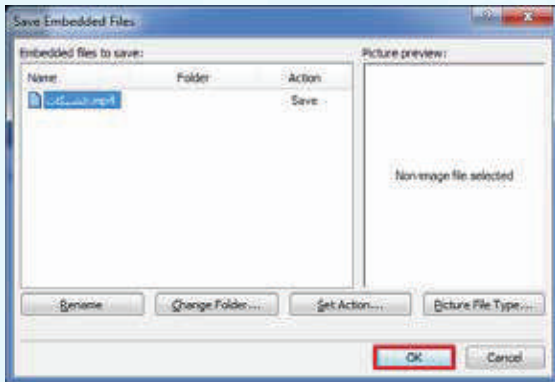 Save Embedded Files
Embedded files to save:
Picture preview:
Name Folder Action
.mp4 Save
Non-image file selected
Rename Change Folder... Set Action... Picture File Type...
OK Cancel